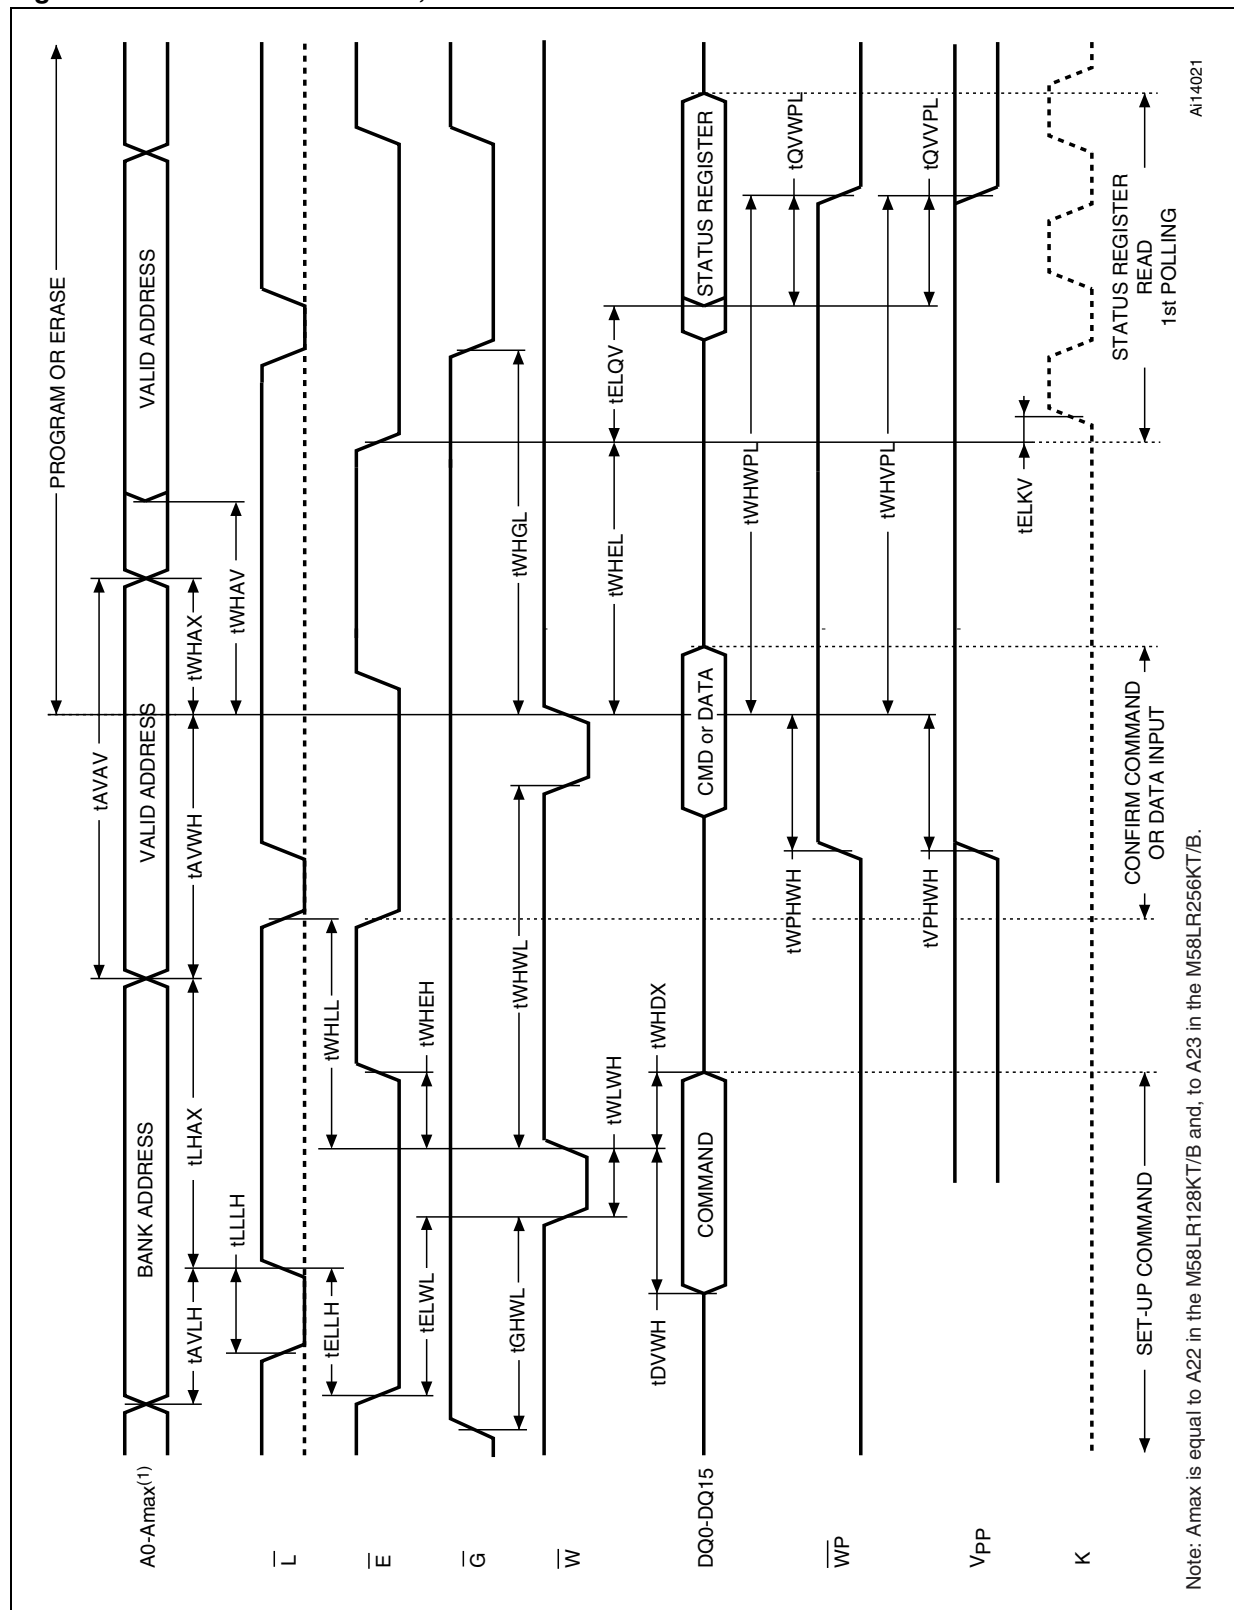 PROGRAM OR ERASE
A0-Amax(1)
BANK ADDRESS
VALID ADDRESS
VALID ADDRESS
tAVAV
tAVLH
tLHAX
tAVWH
tWHAX
tLLLH
tWHAV
L
tELLH
tWHLL
E
tELWL
tWHEH
G
tGHWL
tWHWL
tWHGL
W
tWLWH
tWHEL
tELQV
tDVWH
tWHDX
DQ0-DQ15
COMMAND
CMD or DATA
STATUS REGISTER
tWHWPL
tWPHWH
tQVWPL
WP
tWHVPL
tVPHWH
tQVVPL
VPP
tELKV
K
SET-UP COMMAND
CONFIRM COMMAND
OR DATA INPUT
STATUS REGISTER
READ
1st POLLING
Ai14021
Note: Amax is equal to A22 in the M58LR128KT/B and, to A23 in the M58LR256KT/B.